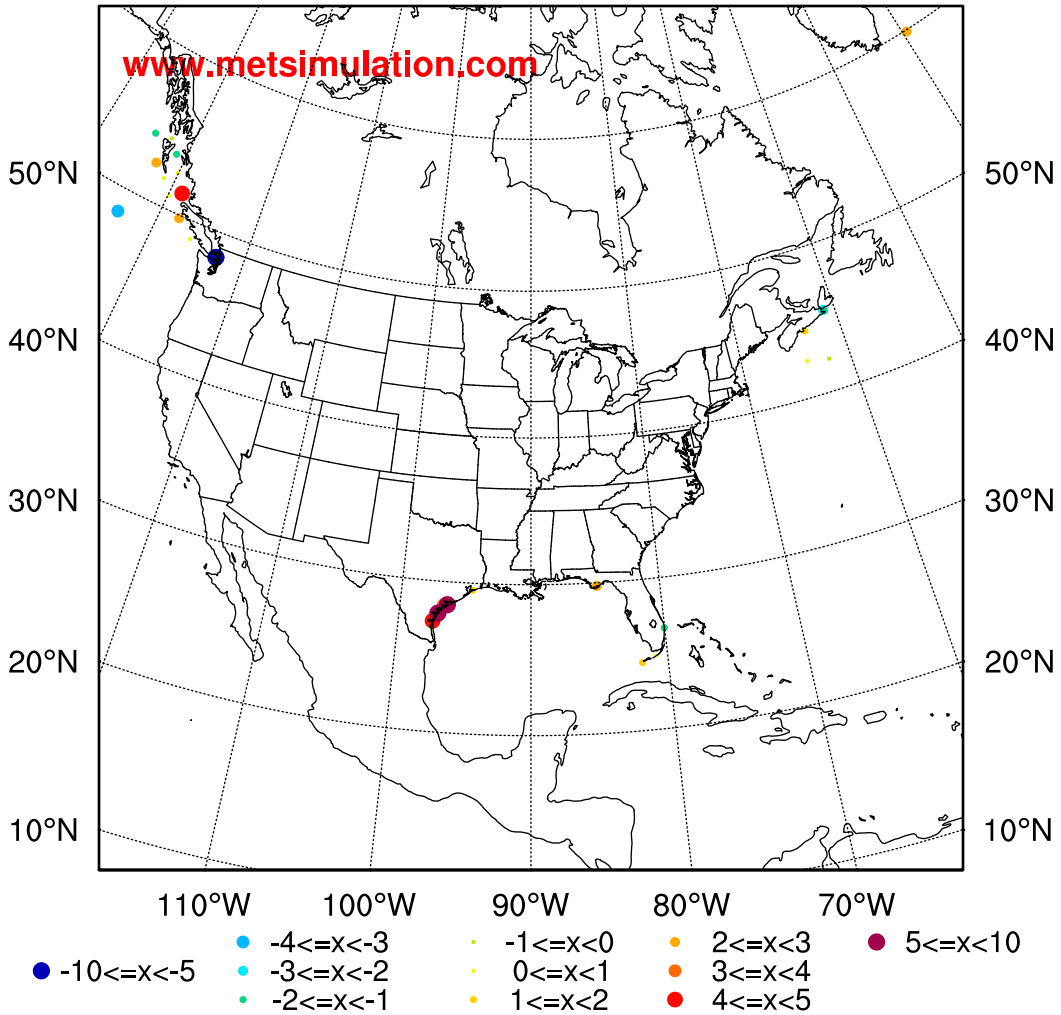 www.metsimulation.com
50°N 50°N
40°N 40°N
30°N 30°N
20°N 20°N
10°N 10°N
110°W 100°W 90°W 80°W 70°W
-4<=x<-3 -1<=x<0 2<=x<3 5<=x<10
-10<=x<-5 -3<=x<-2 0<=x<1 3<=x<4
-2<=x<-1 1<=x<2 4<=x<5